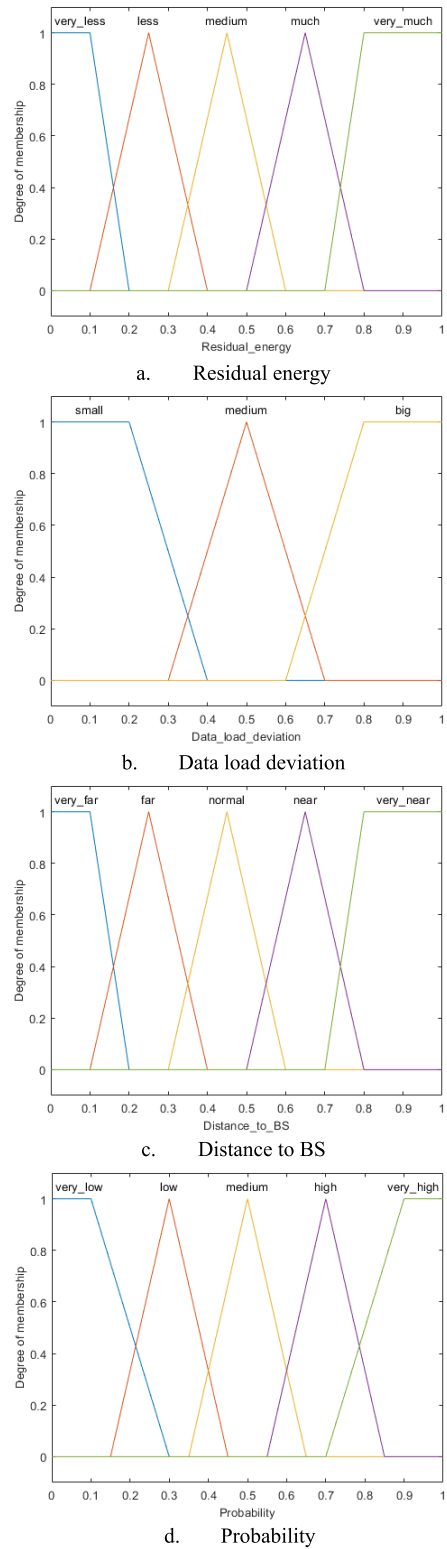 very_less less medium much very_much
1
0.8
0.6
0.4
0.2
0
Degree of membership
0 0.1 0.2 0.3 0.4 0.5 0.6 0.7 0.8 0.9 1
Residual_energy
a. Residual energy
small medium big
1
0.8
0.6
0.4
0.2
0
Degree of membership
0 0.1 0.2 0.3 0.4 0.5 0.6 0.7 0.8 0.9 1
Data_load_deviation
b. Data load deviation
very_far far normal near very_near
1
0.8
0.6
0.4
0.2
0
Degree of membership
0 0.1 0.2 0.3 0.4 0.5 0.6 0.7 0.8 0.9 1
Distance_to_BS
c. Distance to BS
very_low low medium high very_high
1
0.8
0.6
0.4
0.2
0
Degree of membership
0 0.1 0.2 0.3 0.4 0.5 0.6 0.7 0.8 0.9 1
Probability
d. Probability